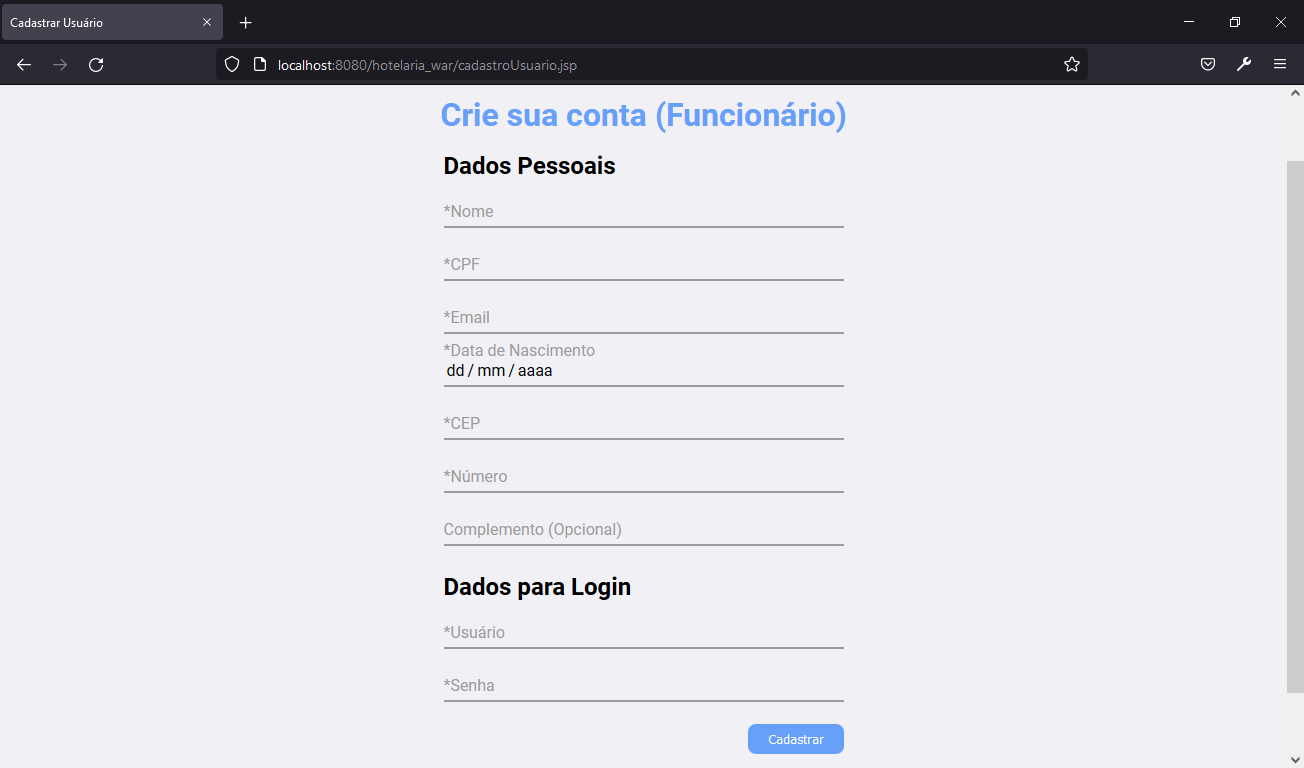 Cadastrar Usuário
localhost:8080/hotelaria_war/cadastroUsuario.jsp
Crie sua conta (Funcionário)
Dados Pessoais
*Nome
*CPF
*Email
*Data de Nascimento
dd / mm / aaaa
*CEP
*Número
Complemento (Opcional)
Dados para Login
*Usuário
*Senha
Cadastrar